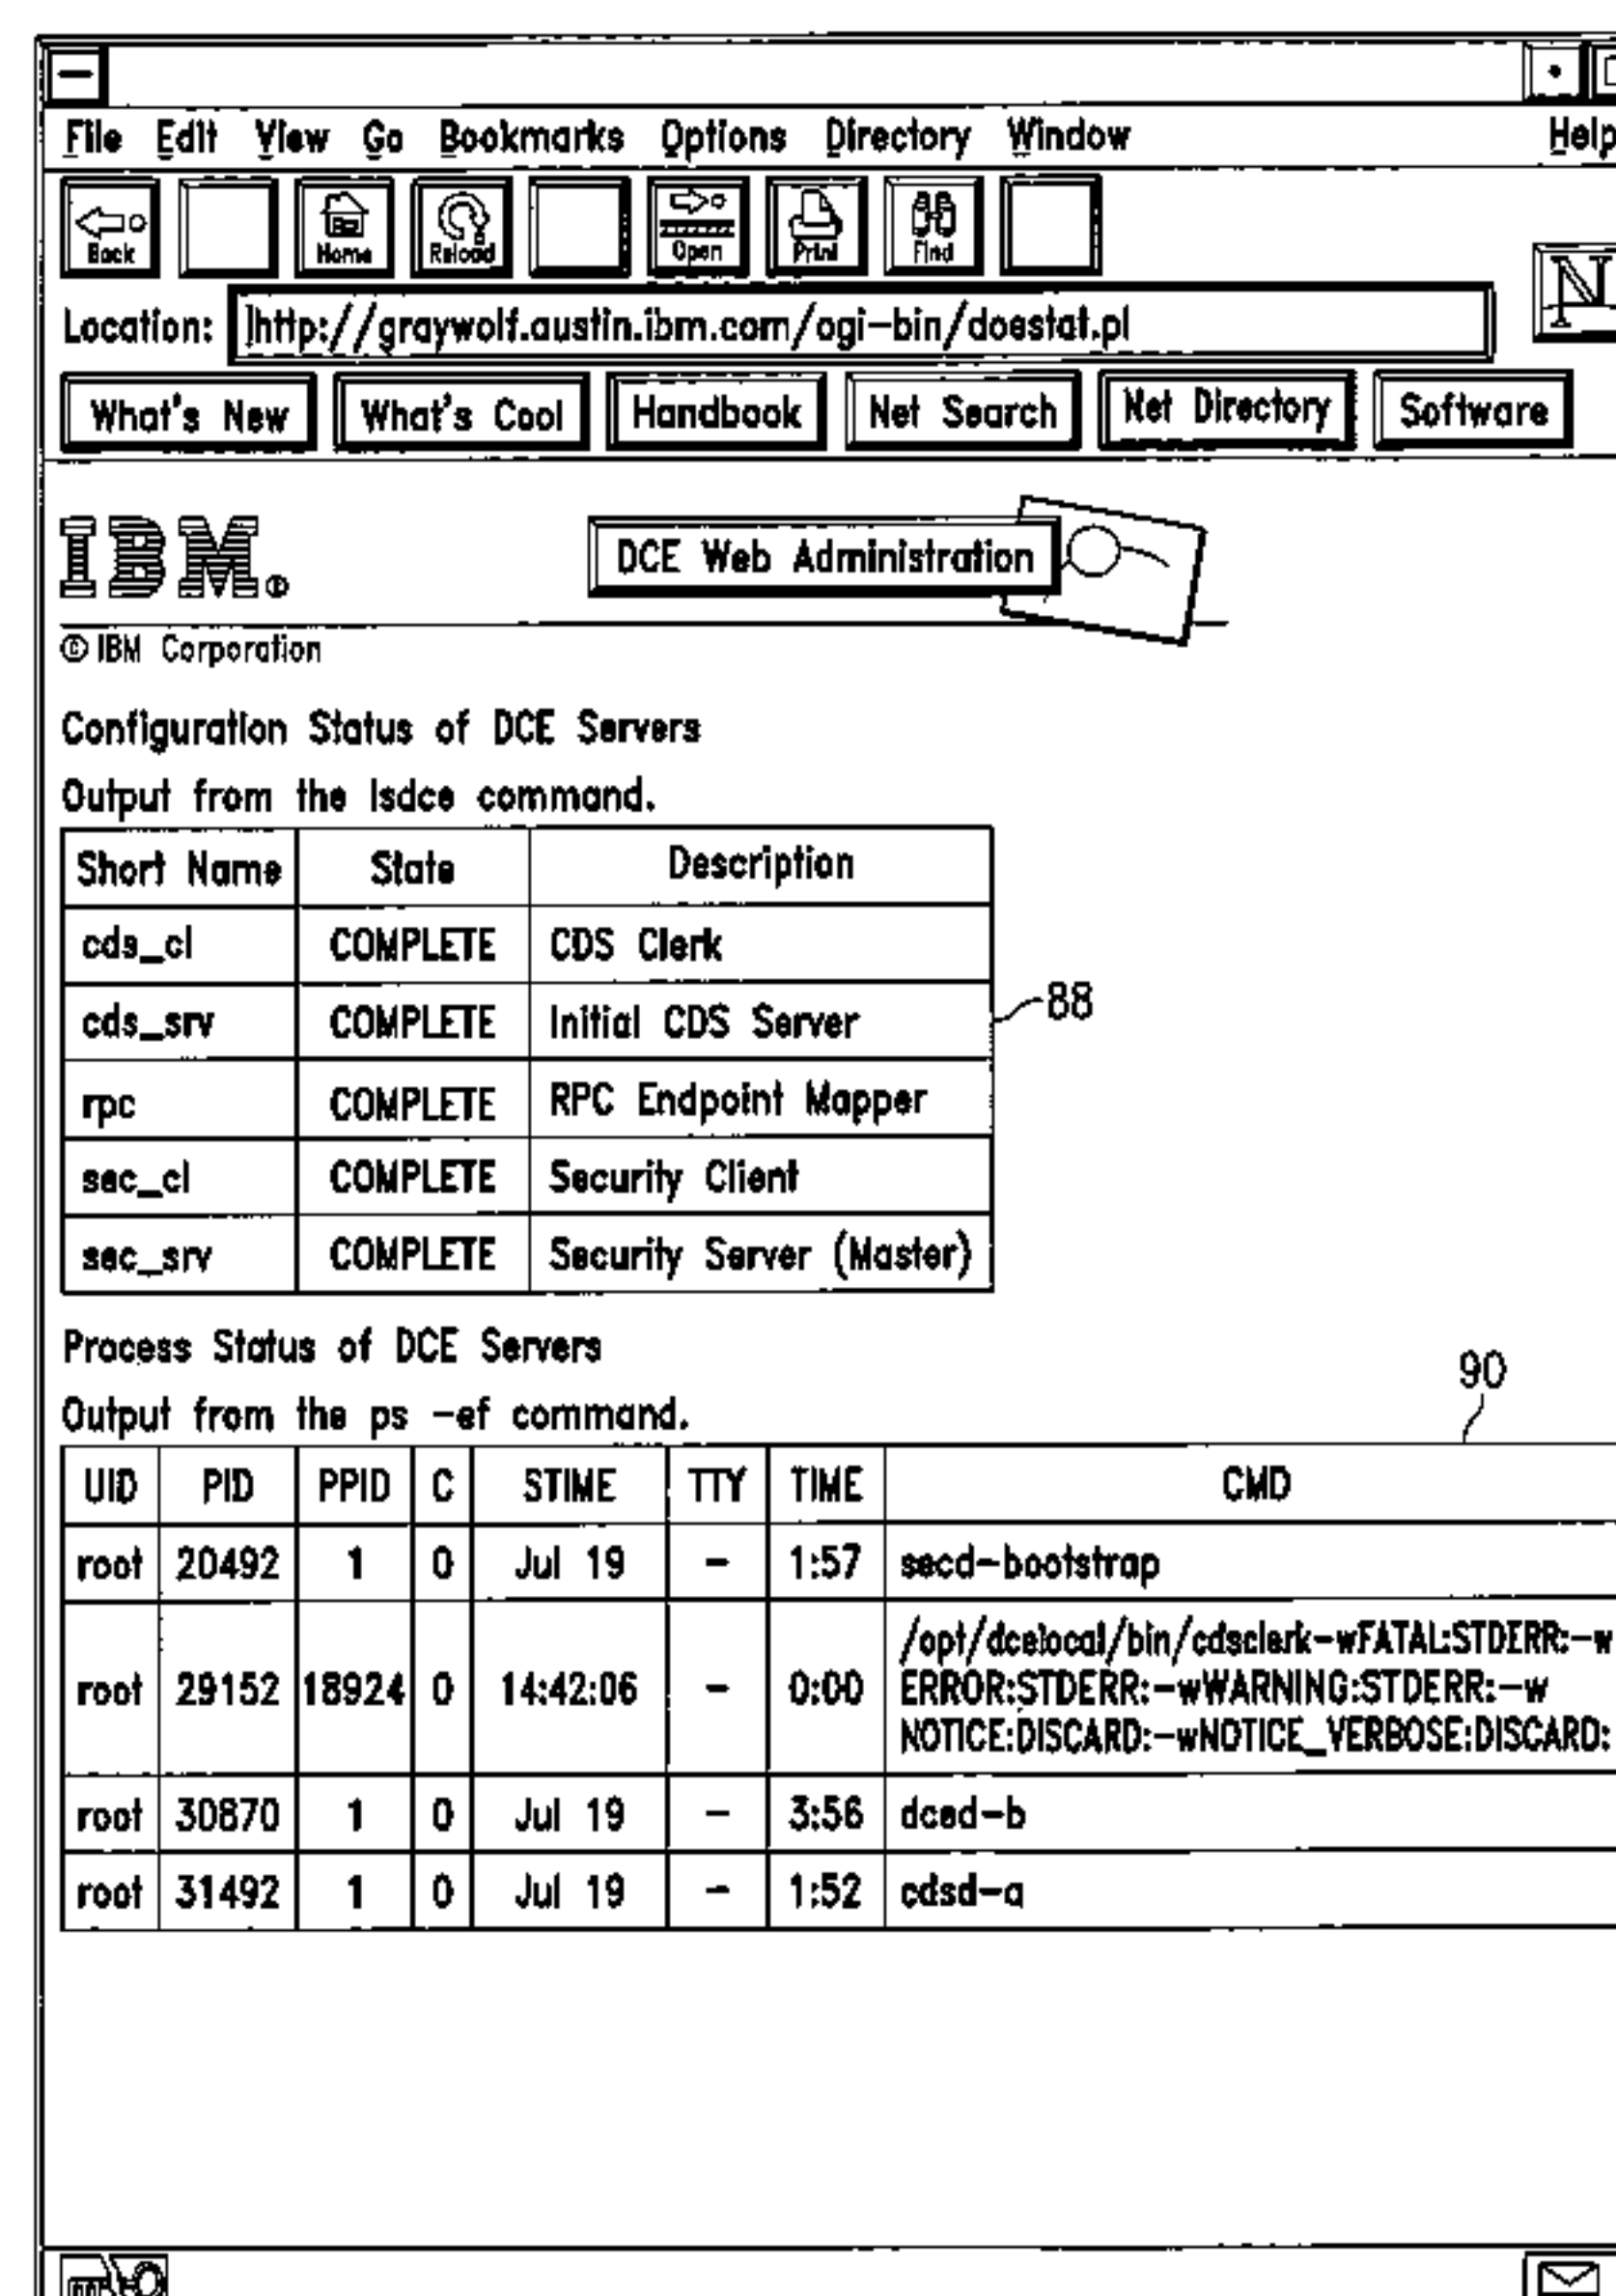 File Edit View Go Bookmarks Options Directory Window Help
Back Home Reload Open Print Find
N
Location: http://graywolf.austin.ibm.com/ogi-bin/doestat.pl
What's New What's Cool Handbook Net Search Net Directory Software
IBM® DCE Web Administration
© IBM Corporation
Configuration Status of DCE Servers
Output from the lsdce command.
Short Name State Description
cds_cl COMPLETE CDS Clerk
cds_srv COMPLETE Initial CDS Server
88
rpc COMPLETE RPC Endpoint Mapper
sec_cl COMPLETE Security Client
sec_srv COMPLETE Security Server (Master)
Process Status of DCE Servers
90
Output from the ps -ef command.
UID PID PPID C STIME TTY TIME CMD
root 20492 1 0 Jul 19 - 1:57 secd-bootstrap
root 29152 18924 0 14:42:06 - 0:00 /opt/dcelocal/bin/cdsclerk-wFATAL:STDERR:-w
ERROR:STDERR:-wWARNING:STDERR:-w
NOTICE:DISCARD:-wNOTICE_VERBOSE:DISCARD:
root 30870 1 0 Jul 19 - 3:56 dced-b
root 31492 1 0 Jul 19 - 1:52 cdsd-a